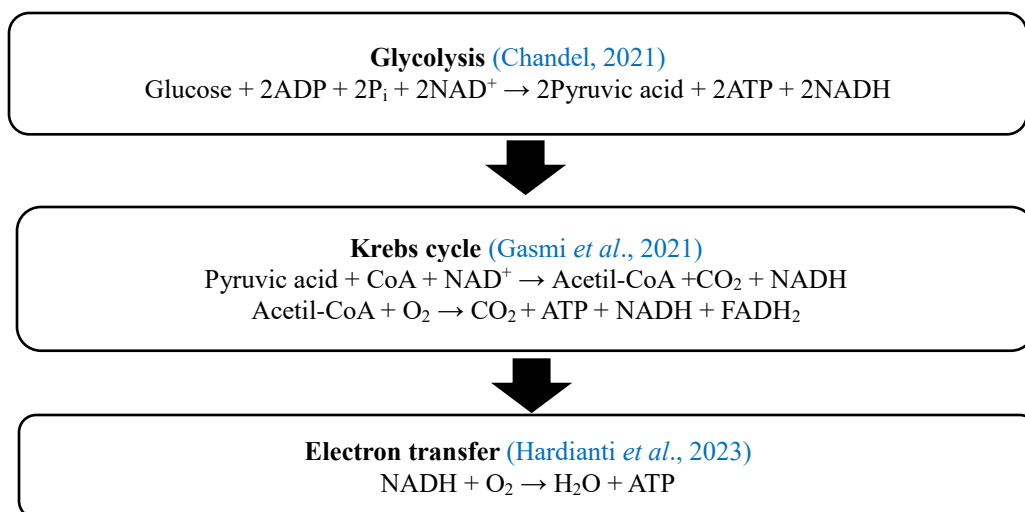 Glycolysis (Chandel, 2021)
Glucose + 2ADP + 2Pᵢ + 2NAD⁺ → 2Pyruvic acid + 2ATP + 2NADH
Krebs cycle (Gasmi et al., 2021)
Pyruvic acid + CoA + NAD⁺ → Acetil-CoA +CO₂ + NADH
Acetil-CoA + O₂ → CO₂ + ATP + NADH + FADH₂
Electron transfer (Hardianti et al., 2023)
NADH + O₂ → H₂O + ATP